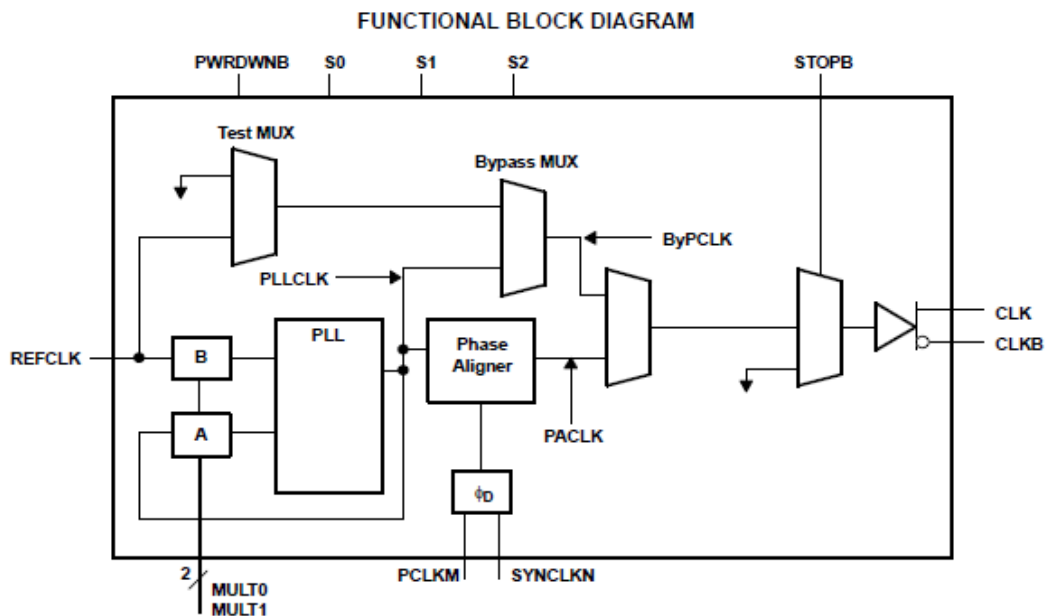 FUNCTIONAL BLOCK DIAGRAM
PWRDWNB S0 S1 S2 STOPB
Test MUX
Bypass MUX
ByPCLK
PLLCLK
PLL
Phase
Aligner
CLK
CLKB
REFCLK
B
A
PACLK
ϕD
2
MULT0
MULT1
PCLKM SYNCLKN